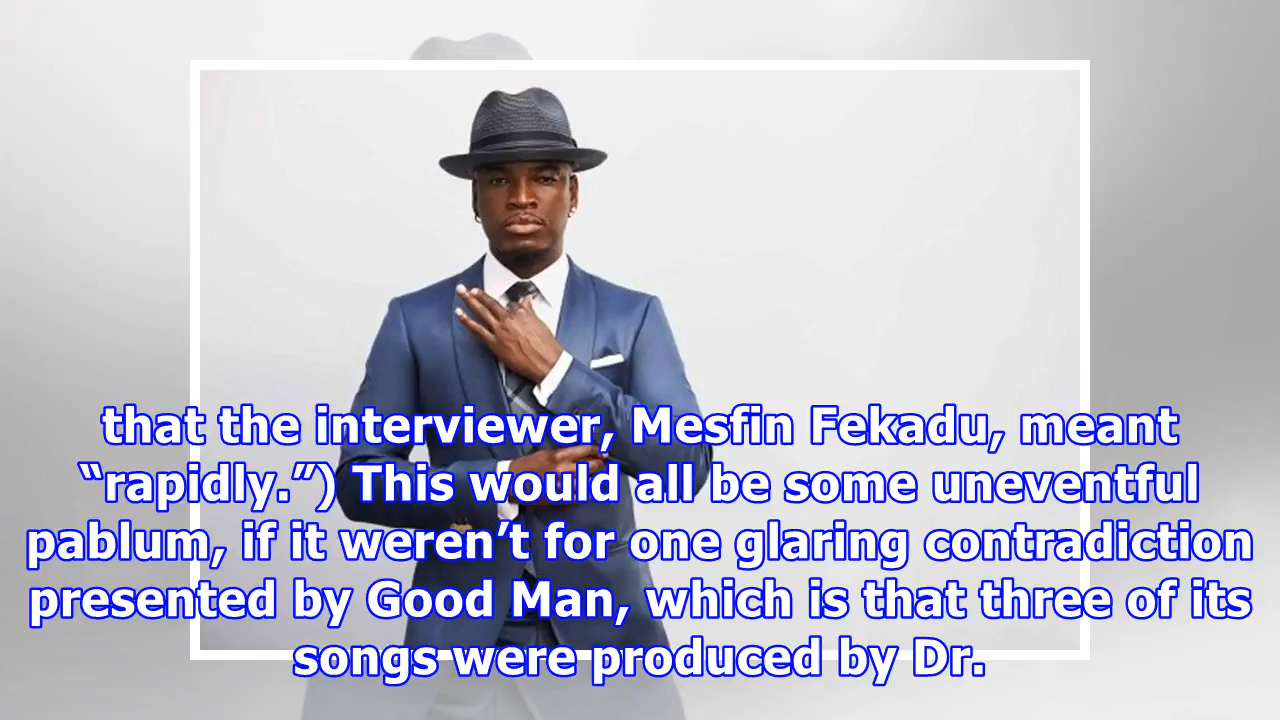 that the interviewer, Mesfin Fekadu, meant
“rapidly.”) This would all be some uneventful
pablum, if it weren’t for one glaring contradiction
presented by Good Man, which is that three of its
songs were produced by Dr.